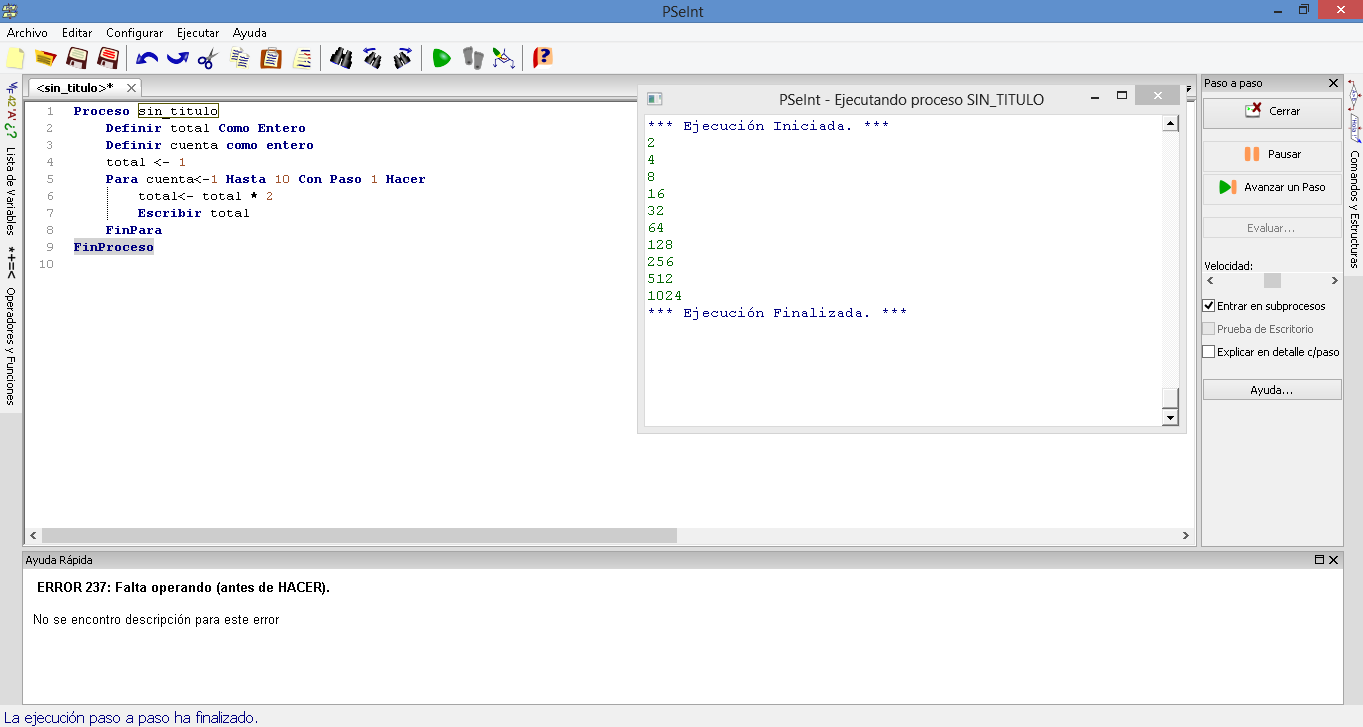 PSeInt
Archivo Editar Configurar Ejecutar Ayuda
<sin_titulo>*
1 Proceso sin_titulo
2 Definir total Como Entero
3 Definir cuenta como entero
4 total <- 1
5 Para cuenta<-1 Hasta 10 Con Paso 1 Hacer
6 total<- total * 2
7 Escribir total
8 FinPara
9 FinProceso
10
Lista de Variables
Operadores y Funciones
PSeInt - Ejecutando proceso SIN_TITULO
*** Ejecución Iniciada. ***
2
4
8
16
32
64
128
256
512
1024
*** Ejecución Finalizada. ***
Paso a paso
Cerrar
Pausar
Avanzar un Paso
Evaluar...
Velocidad:
Entrar en subprocesos
Prueba de Escritorio
Explicar en detalle c/paso
Ayuda...
Comandos y Estructuras
Ayuda Rápida
ERROR 237: Falta operando (antes de HACER).
No se encontro descripción para este error
La ejecución paso a paso ha finalizado.